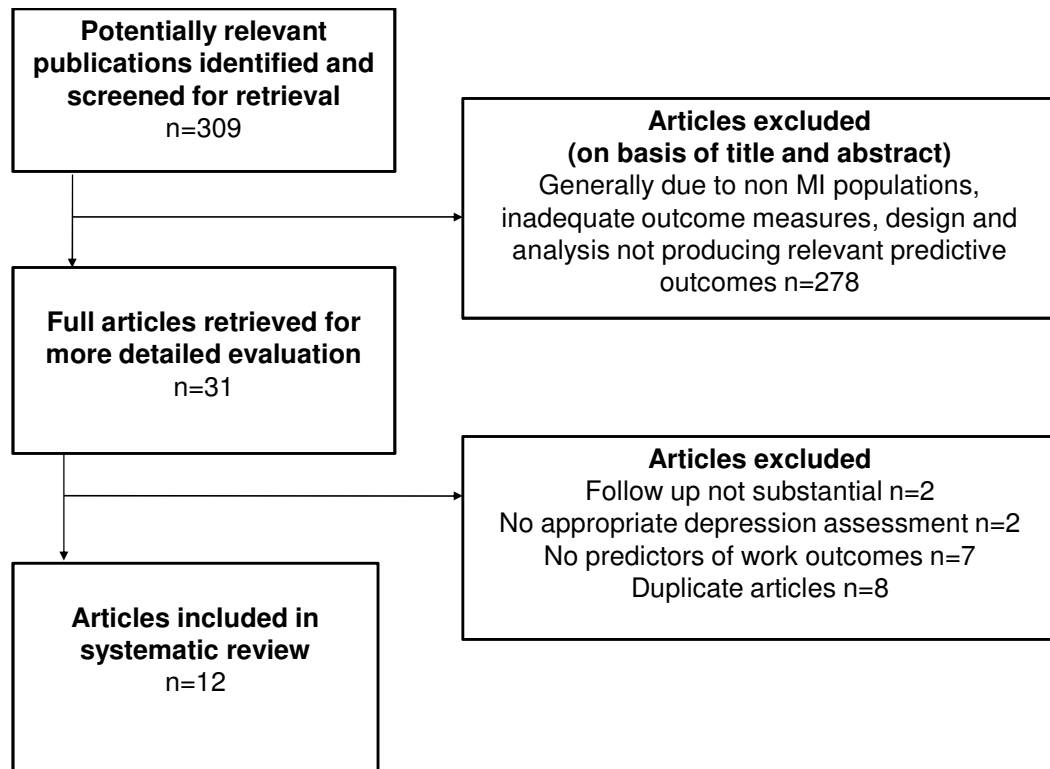 Potentially relevant
publications identified and
screened for retrieval
n=309
Articles excluded
(on basis of title and abstract)
Generally due to non MI populations,
inadequate outcome measures, design and
analysis not producing relevant predictive
outcomes n=278
Full articles retrieved for
more detailed evaluation
n=31
Articles excluded
Follow up not substantial n=2
No appropriate depression assessment n=2
No predictors of work outcomes n=7
Duplicate articles n=8
Articles included in
systematic review
n=12